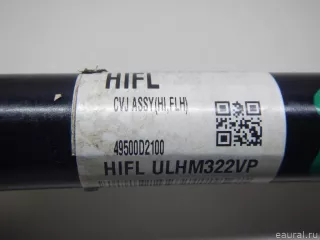 HIFL
CVJ ASSY(HI,FLH)
49500D2100
HIFL ULHM322VP
© eaural.ru